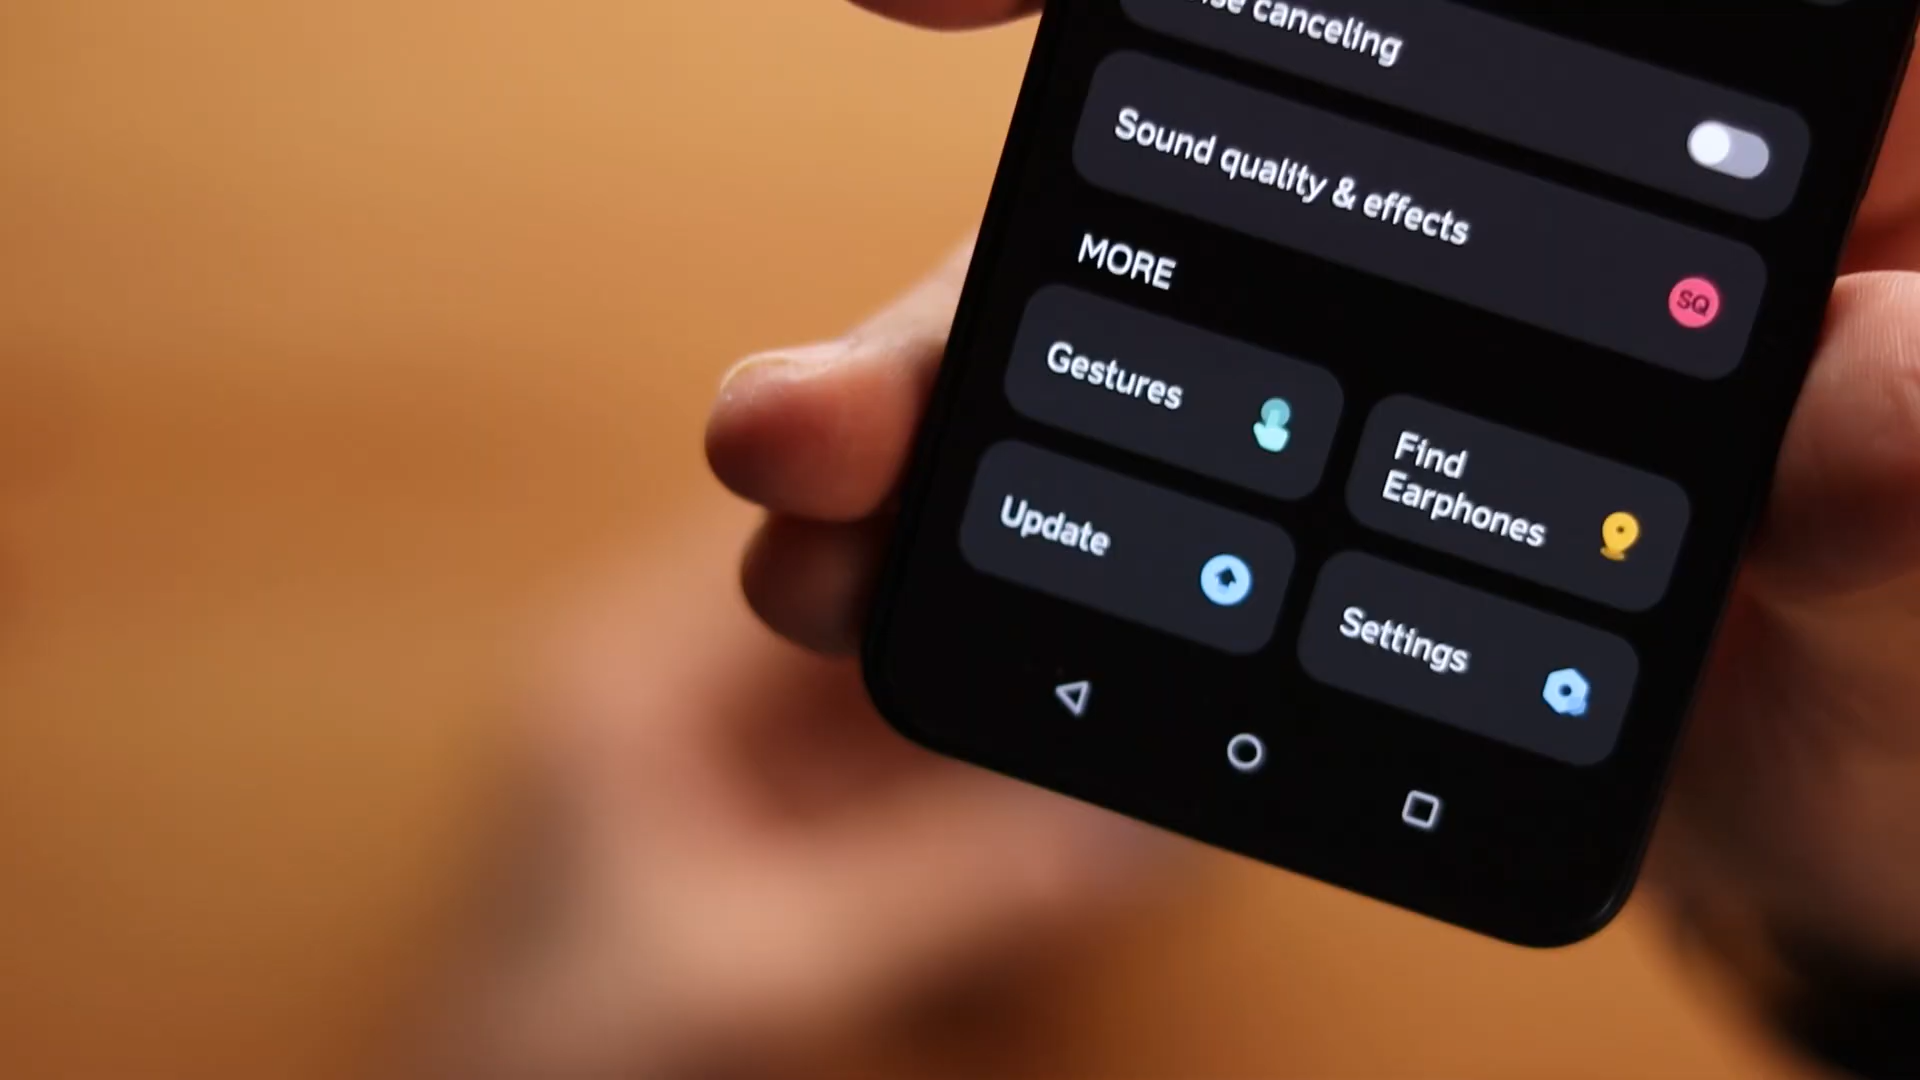 canceling
Sound quality & effects
SQ
MORE
Gestures
Find
Earphones
Update
Settings